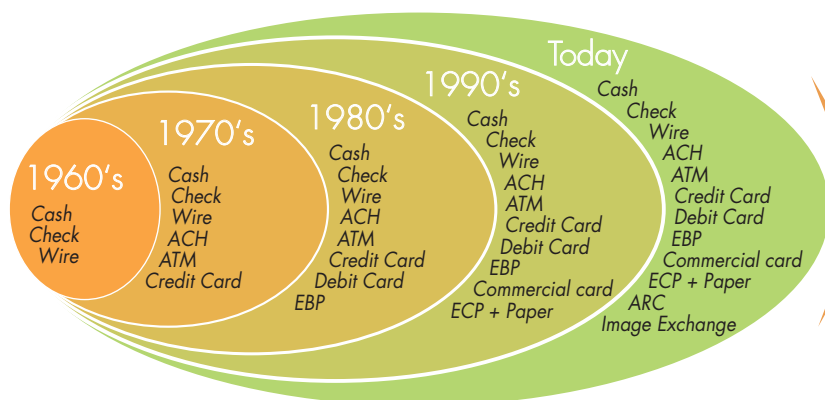 1960's
Cash
Check
Wire
1970's
Cash
Check
Wire
ACH
ATM
Credit Card
1980's
Cash
Check
Wire
ACH
ATM
Credit Card
Debit Card
EBP
1990's
Cash
Check
Wire
ACH
ATM
Credit Card
Debit Card
EBP
Commercial card
ECP + Paper
Today
Cash
Check
Wire
ACH
ATM
Credit Card
Debit Card
EBP
Commercial card
ECP + Paper
ARC
Image Exchange